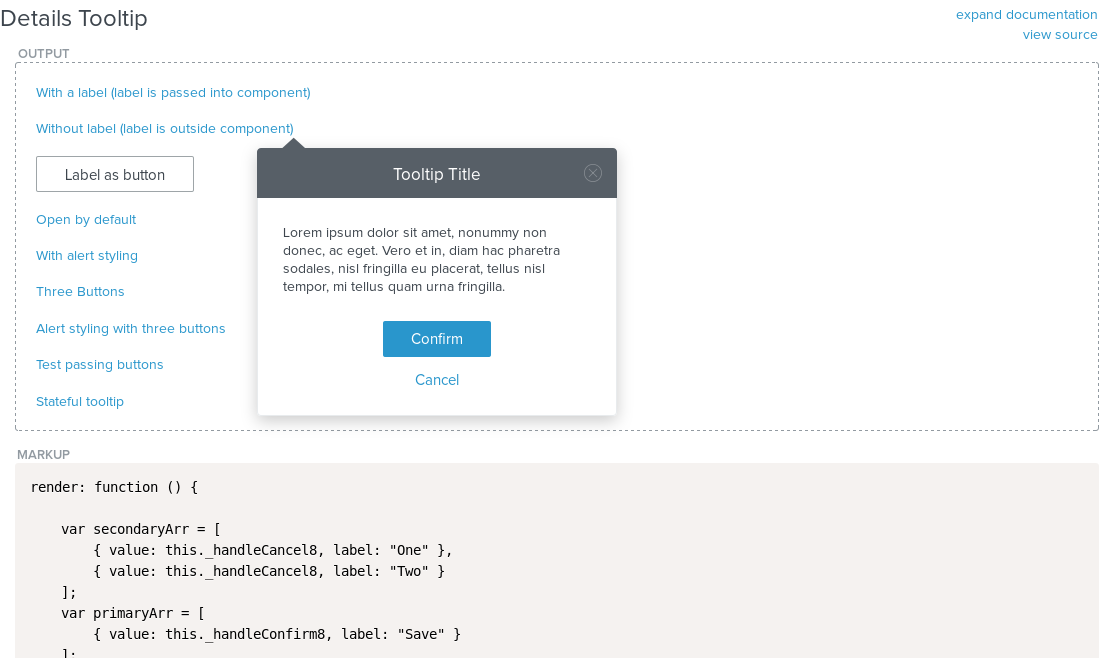 Details Tooltip
expand documentation
view source
OUTPUT
With a label (label is passed into component)
Without label (label is outside component)
Label as button
Open by default
With alert styling
Three Buttons
Alert styling with three buttons
Test passing buttons
Stateful tooltip
Tooltip Title
Lorem ipsum dolor sit amet, nonummy non
donec, ac eget. Vero et in, diam hac pharetra
sodales, nisl fringilla eu placerat, tellus nisl
tempor, mi tellus quam urna fringilla.
Confirm
Cancel
MARKUP
render: function () {
var secondaryArr = [
{ value: this._handleCancel8, label: "One" },
{ value: this._handleCancel8, label: "Two" }
];
var primaryArr = [
{ value: this._handleConfirm8, label: "Save" }
];